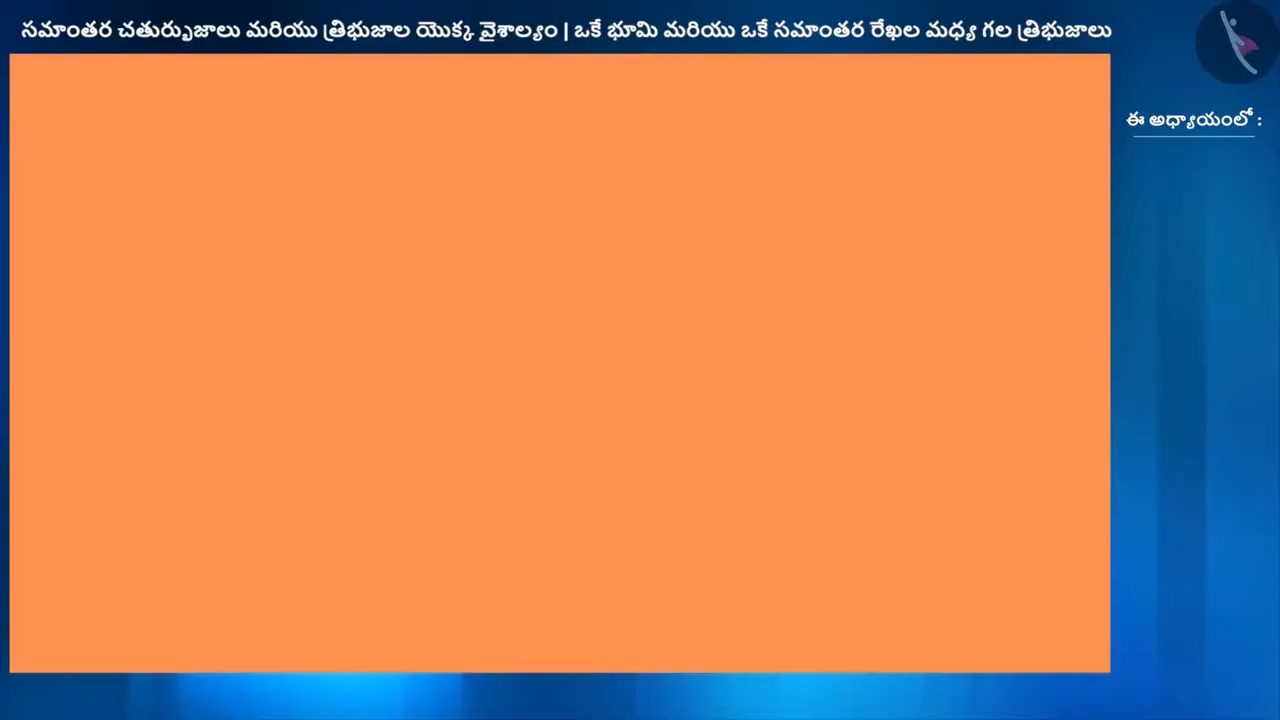 సమాంతర చతుర్భుజాలు మరియు త్రిభుజాల యొక్క వైశాల్యం | ఒకే భూమి మరియు ఒకే సమాంతర రేఖల మధ్య గల త్రిభుజాలు
ఈ అధ్యాయంలో :